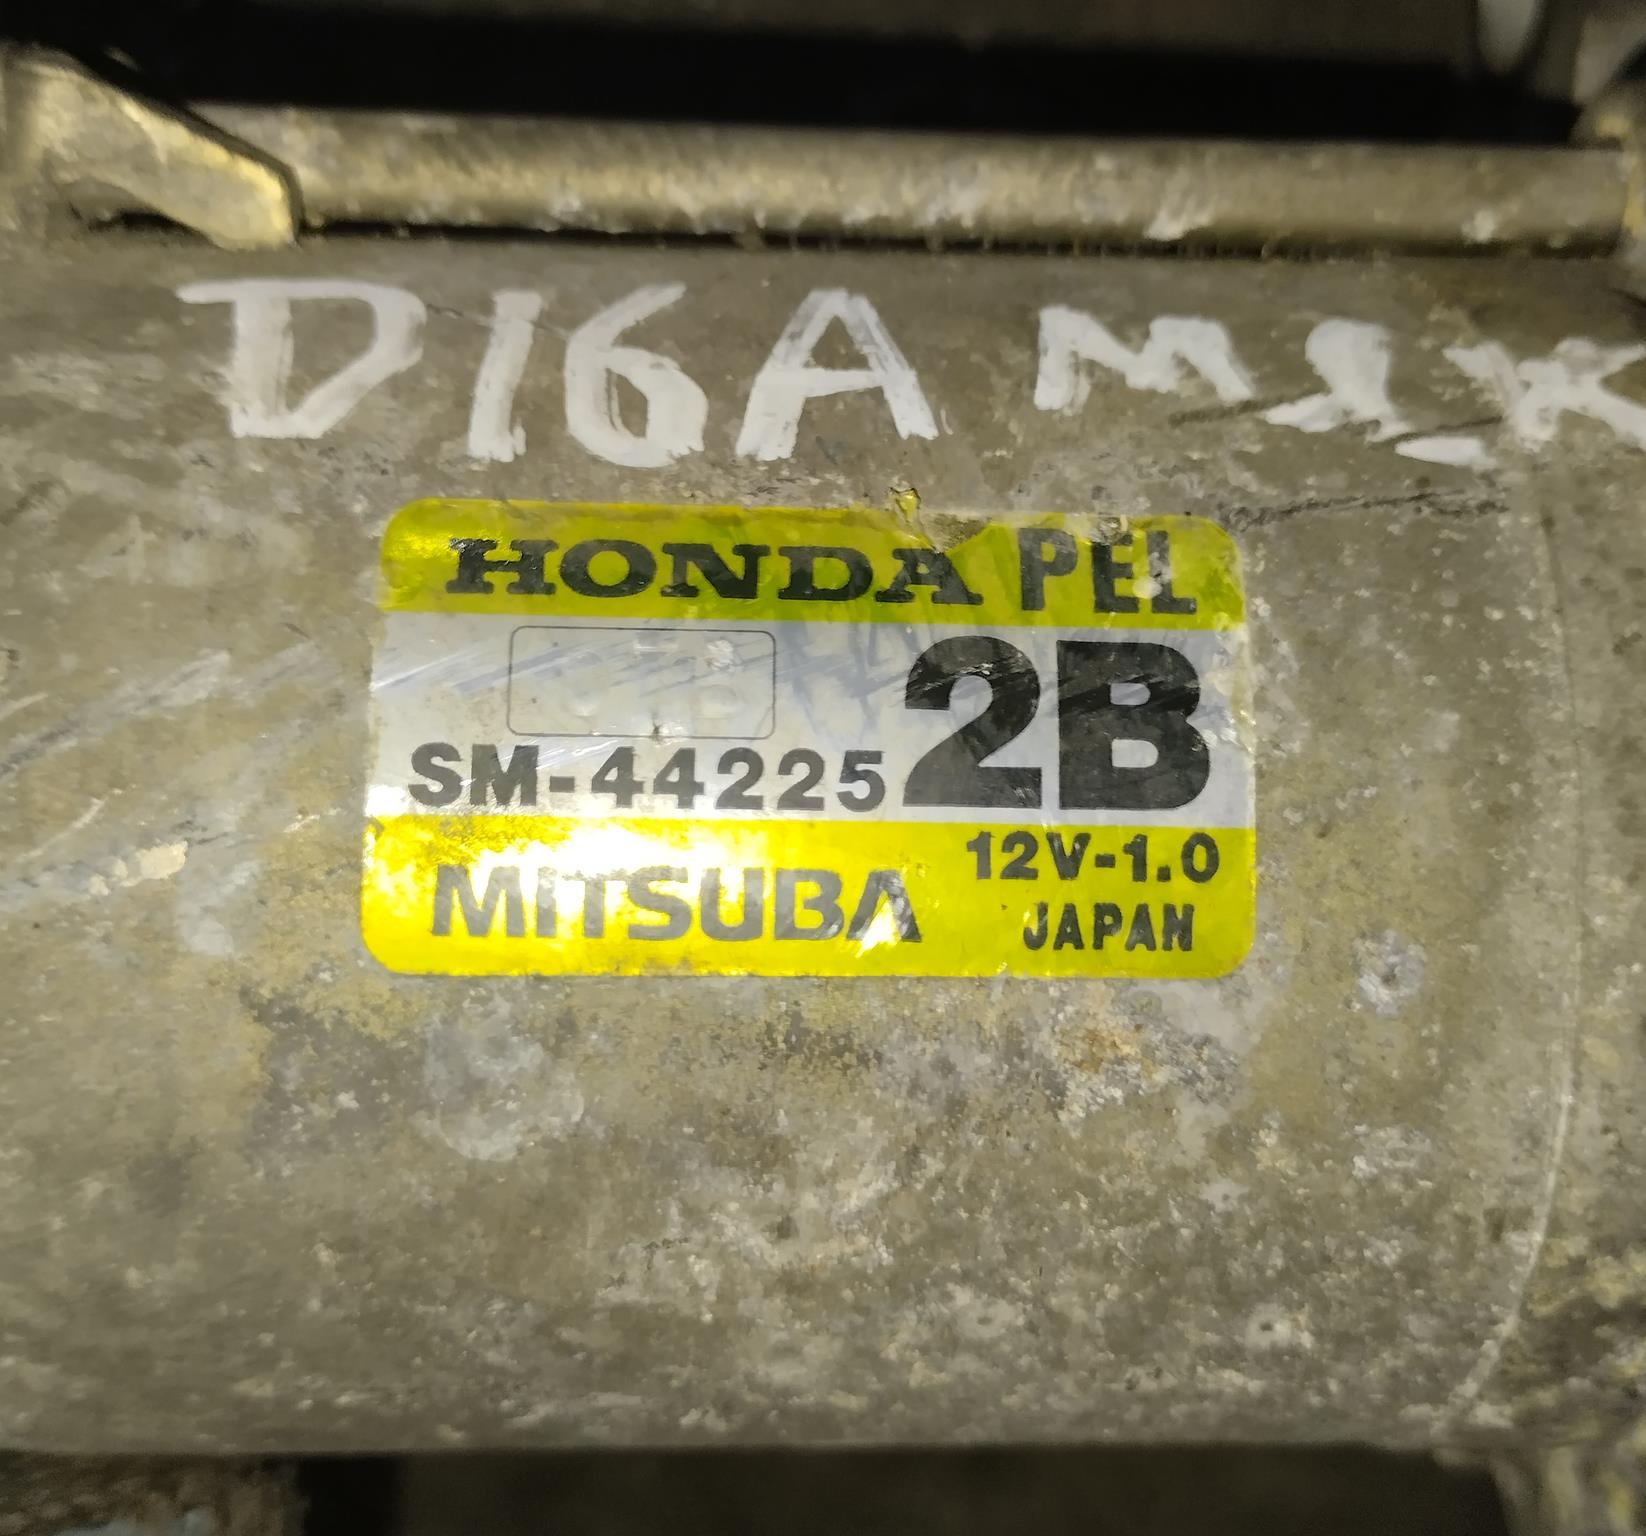 D16A
HONDA PEL
2B
SM-44225
12V-1.0
MITSUBA
JAPAN